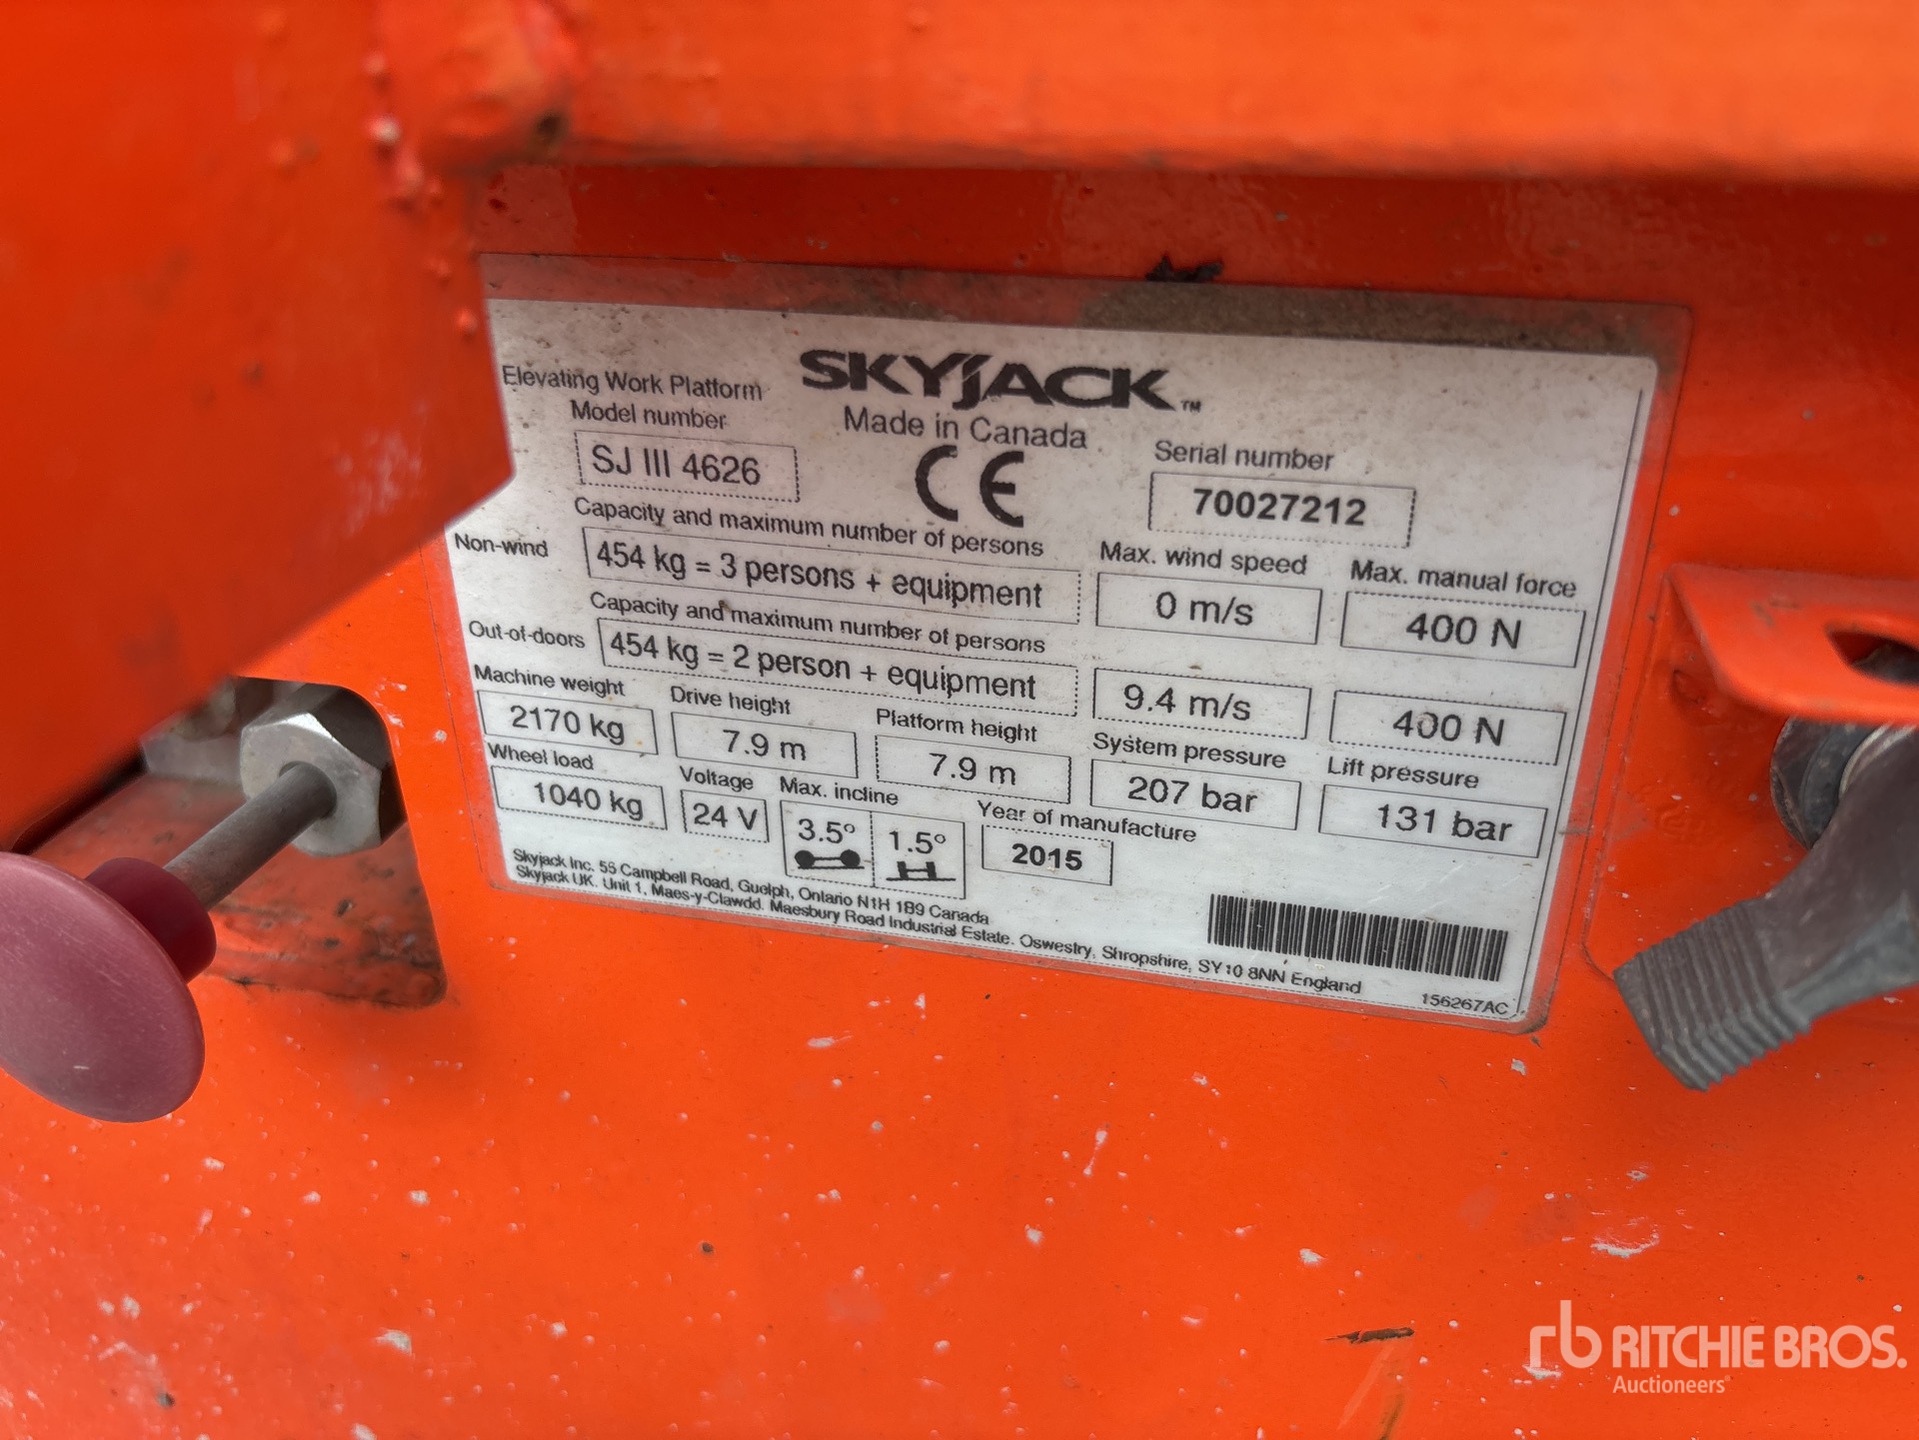 SKYJACK™
Elevating Work Platform
Made in Canada
CE
Model number
SJ III 4626
Serial number
70027212
Capacity and maximum number of persons
Non-wind
454 kg = 3 persons + equipment
Max. wind speed
0 m/s
Max. manual force
400 N
Capacity and maximum number of persons
Out-of-doors
454 kg = 2 person + equipment
9.4 m/s
400 N
Machine weight
2170 kg
Drive height
7.9 m
Platform height
7.9 m
System pressure
207 bar
Lift pressure
131 bar
Wheel load
1040 kg
Voltage
24 V
Max. incline
3.5°
1.5°
Year of manufacture
2015
Skyjack Inc. 55 Campbell Road, Guelph, Ontario N1H 1B9 Canada
Skyjack UK. Unit 1, Maes-y-Clawdd. Maesbury Road Industrial Estate. Oswestry, Shropshire, SY10 8NN England
156267AC
rb RITCHIE BROS.
Auctioneers